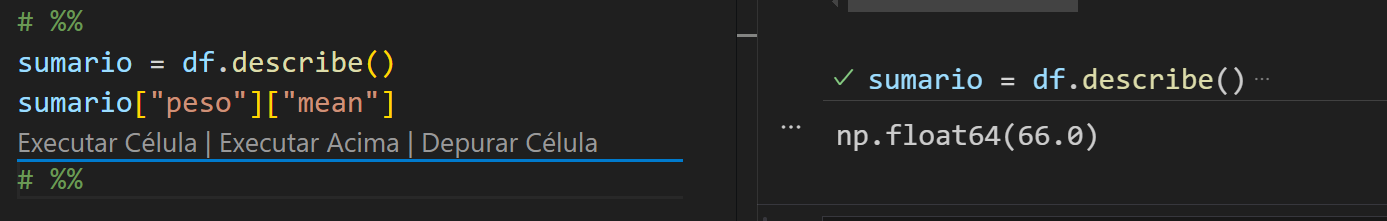 # %%
sumario = df.describe()
sumario["peso"]["mean"]
Executar Célula | Executar Acima | Depurar Célula
# %%
✓ sumario = df.describe() ···
··· np.float64(66.0)